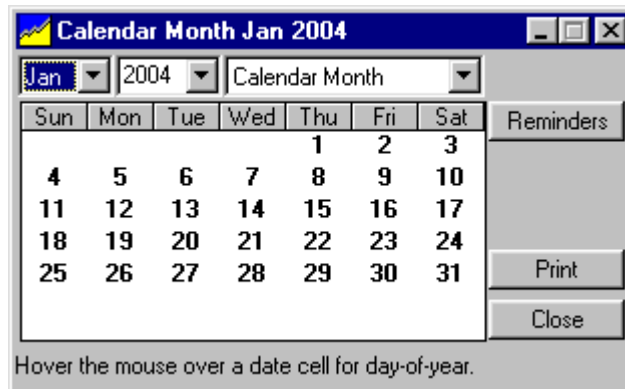 Calendar Month Jan 2004
Jan 2004 Calendar Month
Sun Mon Tue Wed Thu Fri Sat Reminders
1 2 3
4 5 6 7 8 9 10
11 12 13 14 15 16 17
18 19 20 21 22 23 24
25 26 27 28 29 30 31 Print
Close
Hover the mouse over a date cell for day-of-year.